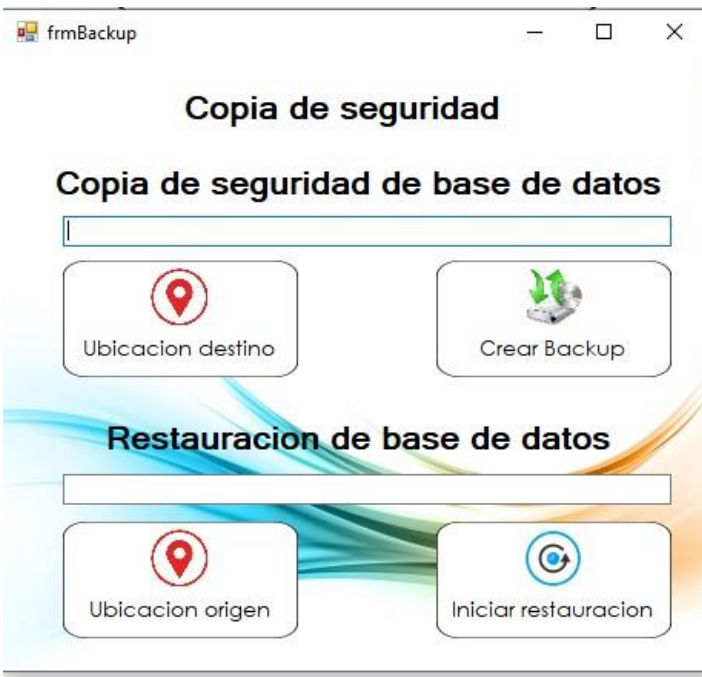 frmBackup
Copia de seguridad
Copia de seguridad de base de datos
Ubicacion destino
Crear Backup
Restauracion de base de datos
Ubicacion origen
Iniciar restauracion